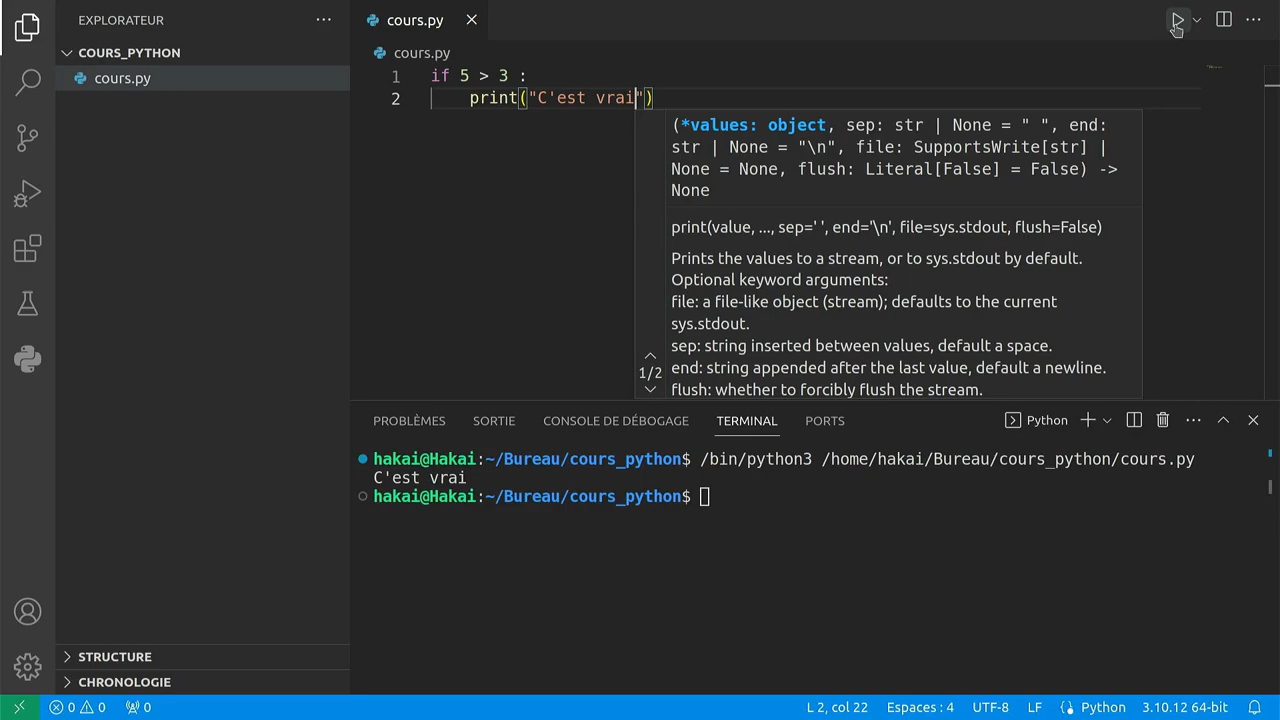 EXPLORATEUR
COURS_PYTHON
cours.py
STRUCTURE
CHRONOLOGIE
cours.py
cours.py
1 if 5 > 3 :
2 print("C'est vrai")
(*values: object, sep: str | None = " ", end:
str | None = "\n", file: SupportsWrite[str] |
None = None, flush: Literal[False] = False) ->
None
print(value, ..., sep=' ', end='\n', file=sys.stdout, flush=False)
Prints the values to a stream, or to sys.stdout by default.
Optional keyword arguments:
file: a file-like object (stream); defaults to the current
sys.stdout.
sep: string inserted between values, default a space.
end: string appended after the last value, default a newline.
flush: whether to forcibly flush the stream.
1/2
PROBLÈMES SORTIE CONSOLE DE DÉBOGAGE TERMINAL PORTS Python
hakai@Hakai:~/Bureau/cours_python$ /bin/python3 /home/hakai/Bureau/cours_python/cours.py
C'est vrai
hakai@Hakai:~/Bureau/cours_python$
0 0 0 L 2, col 22 Espaces : 4 UTF-8 LF Python 3.10.12 64-bit